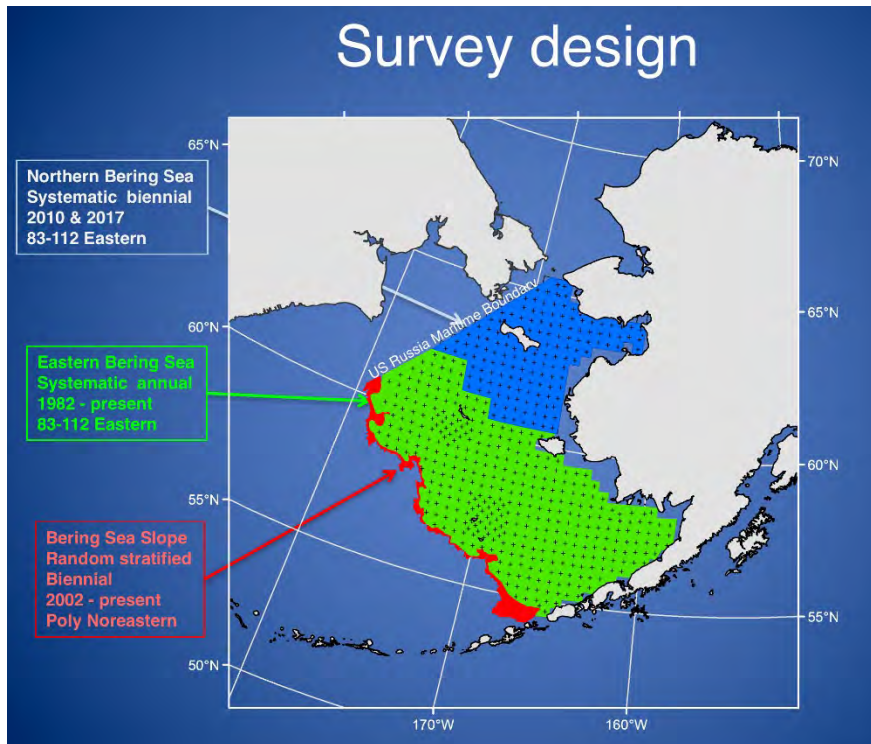 Survey design
65°N
70°N
Northern Bering Sea
Systematic biennial
2010 & 2017
83-112 Eastern
US Russia Maritime Boundary
60°N
65°N
Eastern Bering Sea
Systematic annual
1982 - present
83-112 Eastern
55°N
60°N
Bering Sea Slope
Random stratified
Biennial
2002 - present
Poly Noreastern
55°N
50°N
170°W
160°W